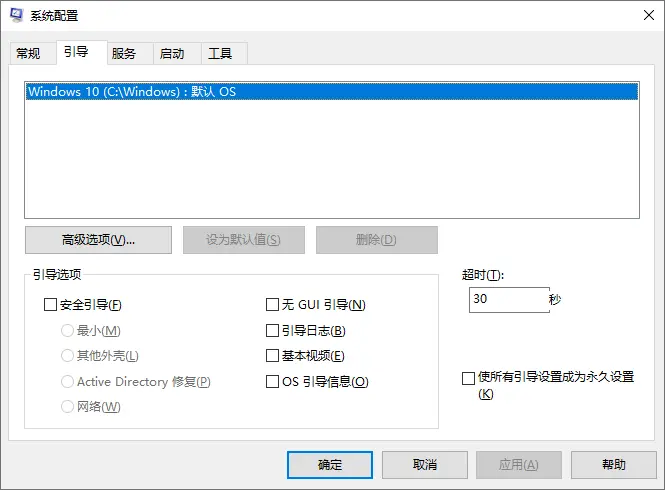 系统配置
常规 引导 服务 启动 工具
Windows 10 (C:\Windows) : 默认 OS
高级选项(V)... 设为默认值(S) 删除(D)
引导选项
超时(T):
安全引导(F) 无 GUI 引导(N)
30 秒
最小(M) 引导日志(B)
其他外壳(L) 基本视频(E)
Active Directory 修复(P) OS 引导信息(O)
使所有引导设置成为永久设置
(K)
网络(W)
确定 取消 应用(A) 帮助